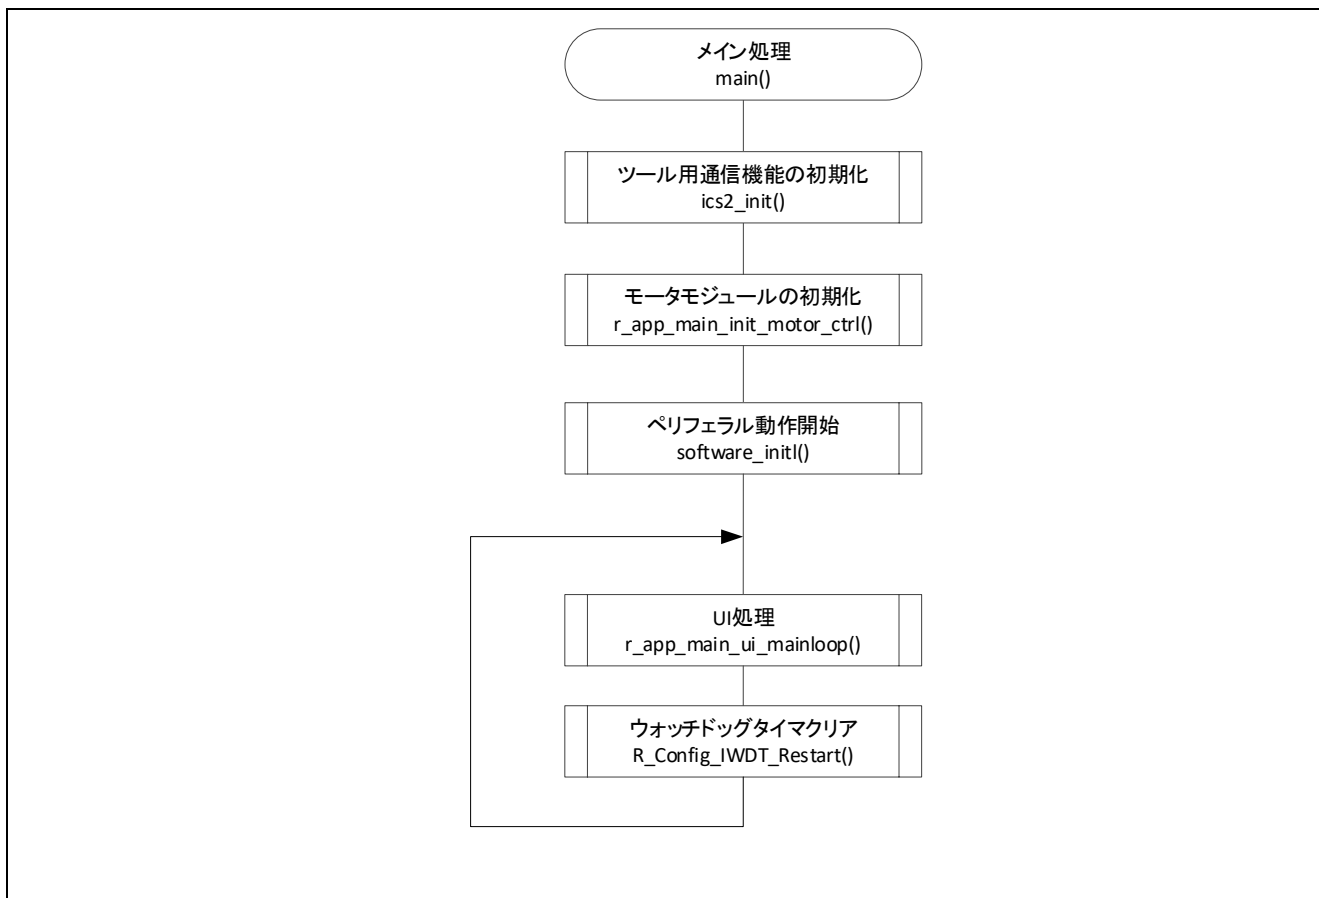 メイン処理
main()
ツール用通信機能の初期化
ics2_init()
モータモジュールの初期化
r_app_main_init_motor_ctrl()
ペリフェラル動作開始
software_initl()
UI処理
r_app_main_ui_mainloop()
ウォッチドッグタイマクリア
R_Config_IWDT_Restart()